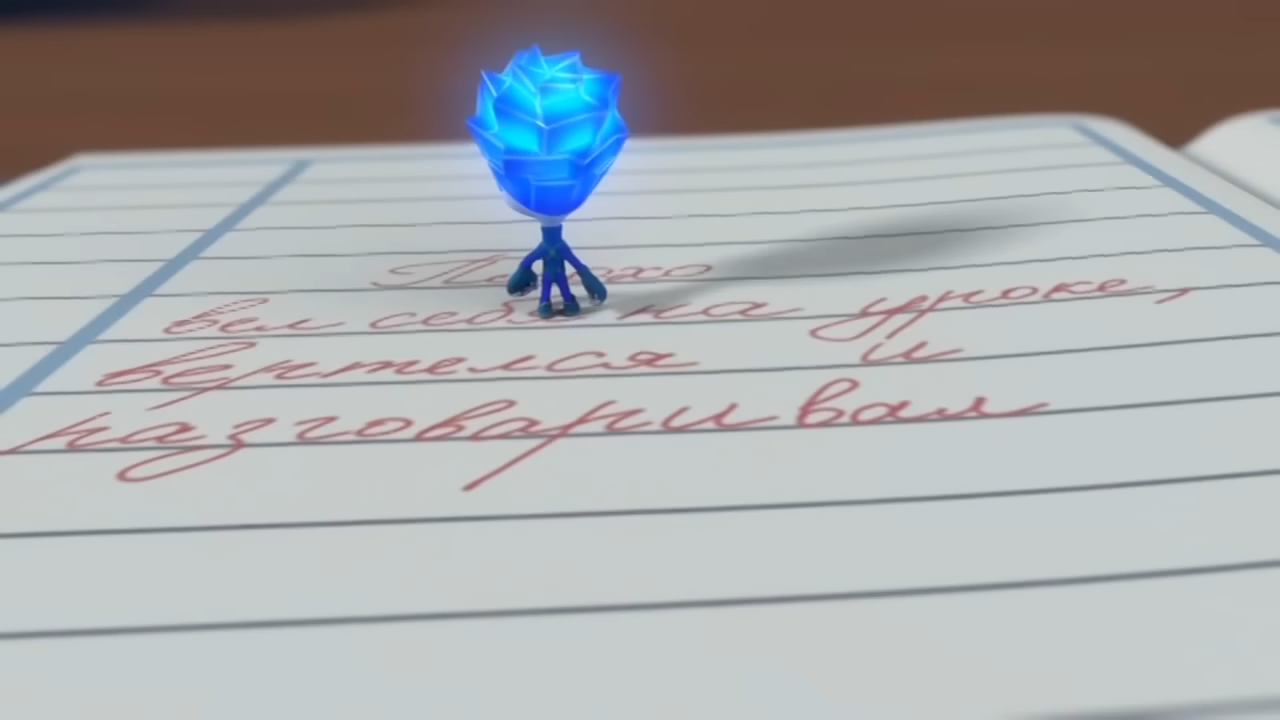 Плохо
вел себя на уроке,
вертелся и
разговаривал